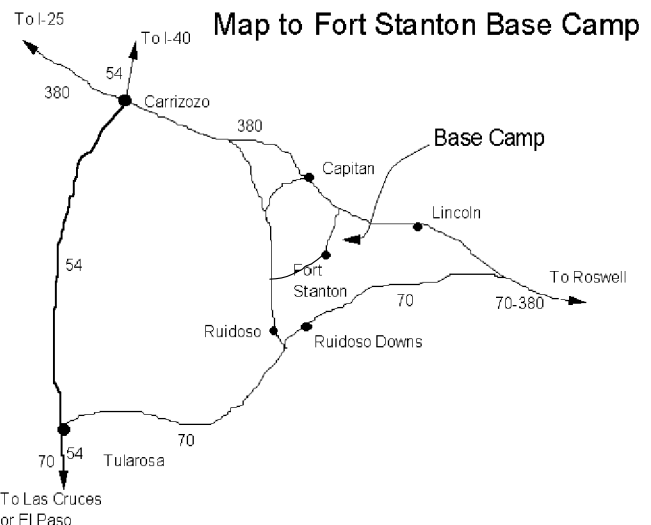 Map to Fort Stanton Base Camp
To I-25
To I-40
54
380
Carrizozo
380
Base Camp
Capitan
Lincoln
54
Fort
Stanton
To Roswell
70
70-380
Ruidoso
Ruidoso Downs
70
70
54
Tularosa
To Las Cruces
or El Paso